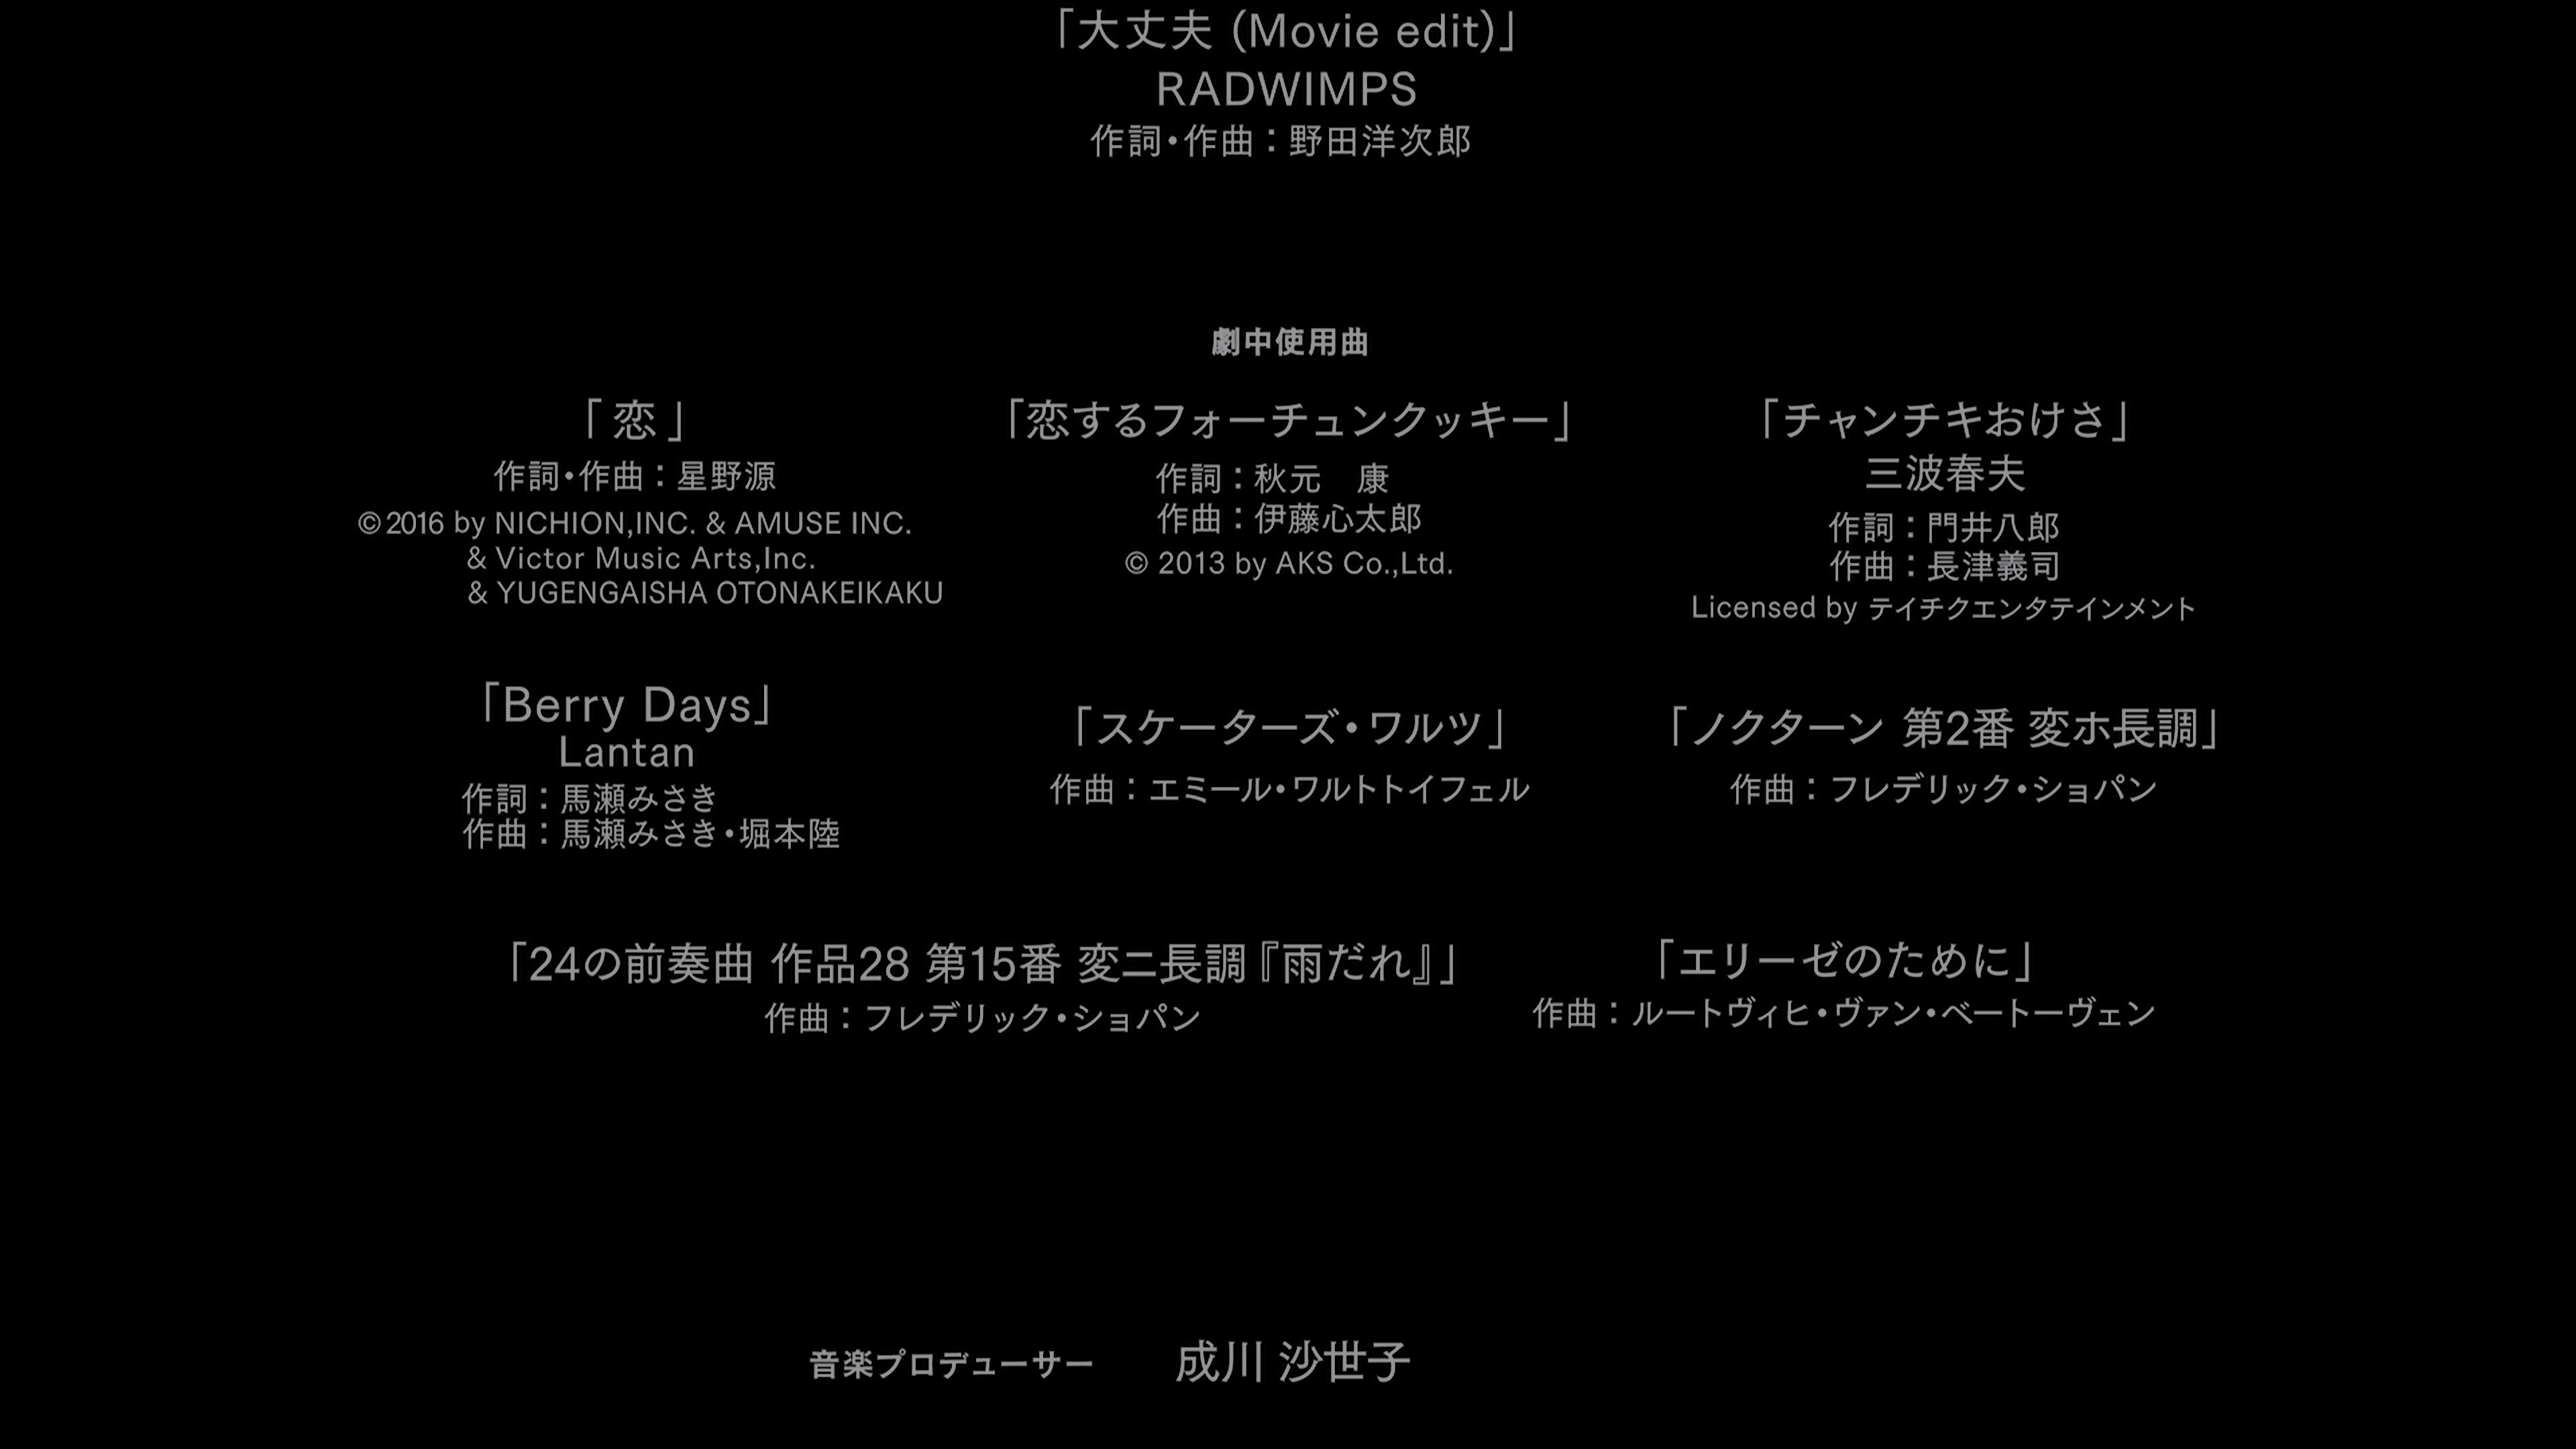 「大丈夫 (Movie edit)」
RADWIMPS
作詞・作曲：野田洋次郎
劇中使用曲
「 恋 」
作詞・作曲：星野源
©2016 by NICHION,INC. & AMUSE INC.
& Victor Music Arts,Inc.
& YUGENGAISHA OTONAKEIKAKU
「恋するフォーチュンクッキー」
作詞：秋元　康
作曲：伊藤心太郎
© 2013 by AKS Co.,Ltd.
「チャンチキおけさ」
三波春夫
作詞：門井八郎
作曲：長津義司
Licensed by テイチクエンタテインメント
「Berry Days」
Lantan
作詞：馬瀬みさき
作曲：馬瀬みさき・堀本陸
「スケーターズ・ワルツ」
作曲：エミール・ワルトトイフェル
「ノクターン 第2番 変ホ長調」
作曲：フレデリック・ショパン
「24の前奏曲 作品28 第15番 変ニ長調『雨だれ』」
作曲：フレデリック・ショパン
「エリーゼのために」
作曲：ルートヴィヒ・ヴァン・ベートーヴェン
音楽プロデューサー　成川 沙世子